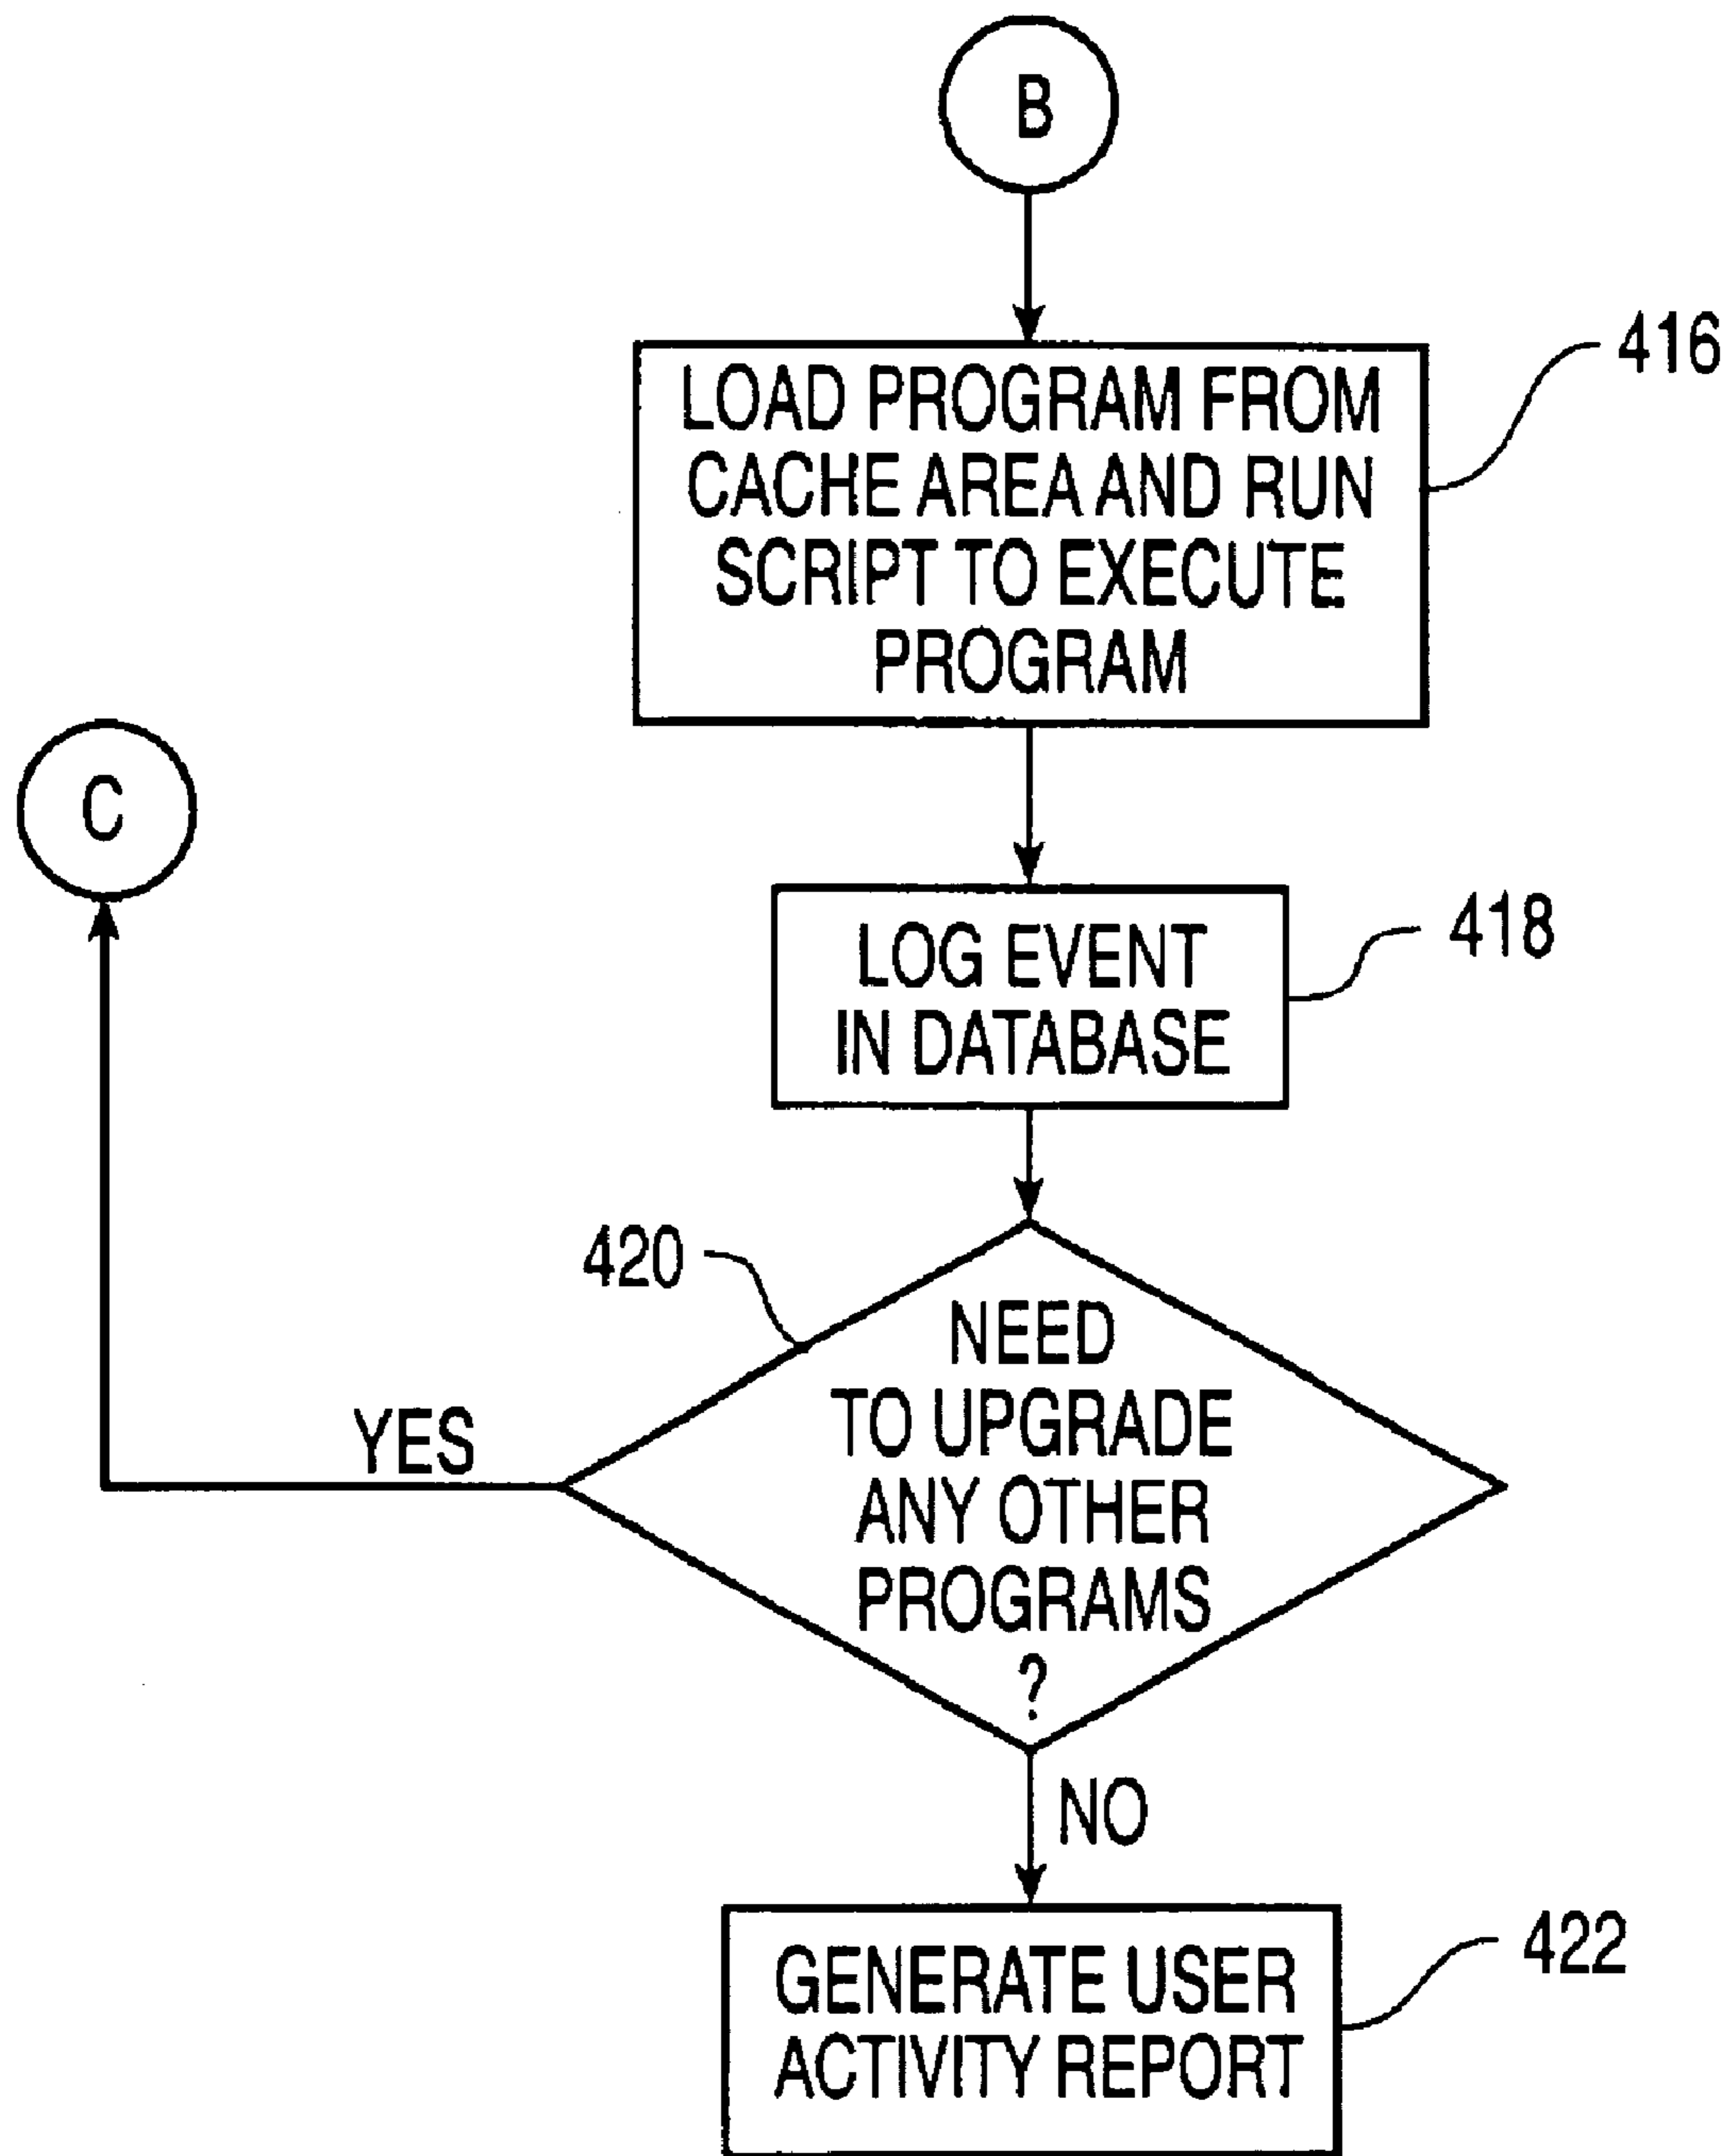 B
LOAD PROGRAM FROM
CACHE AREA AND RUN
SCRIPT TO EXECUTE
PROGRAM
416
C
LOG EVENT
IN DATABASE
418
420
NEED
TO UPGRADE
ANY OTHER
PROGRAMS
?
YES
NO
GENERATE USER
ACTIVITY REPORT
422